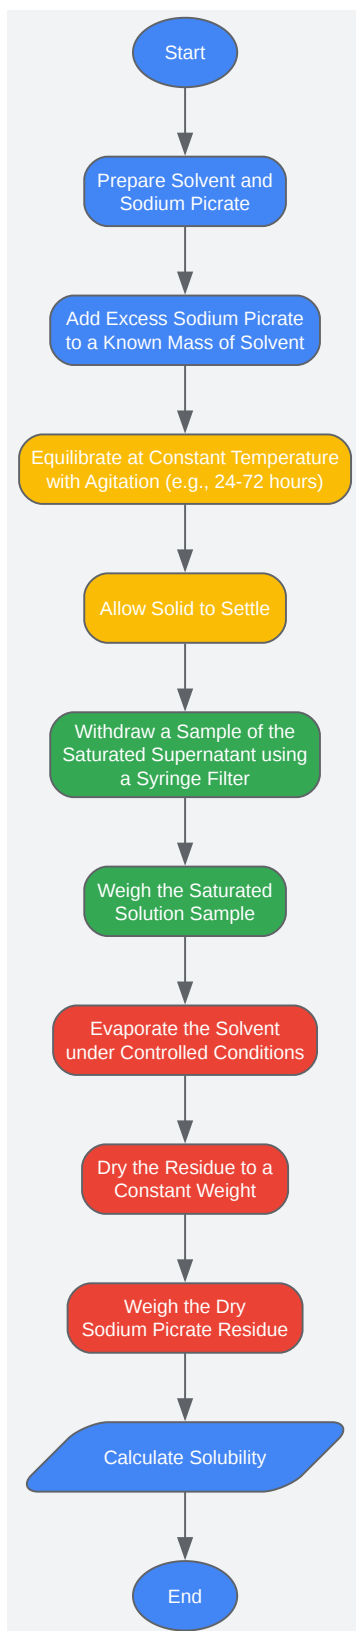 Start
Prepare Solvent and
Sodium Picrate
Add Excess Sodium Picrate
to a Known Mass of Solvent
Equilibrate at Constant Temperature
with Agitation (e.g., 24-72 hours)
Allow Solid to Settle
Withdraw a Sample of the
Saturated Supernatant using
a Syringe Filter
Weigh the Saturated
Solution Sample
Evaporate the Solvent
under Controlled Conditions
Dry the Residue to a
Constant Weight
Weigh the Dry
Sodium Picrate Residue
Calculate Solubility
End